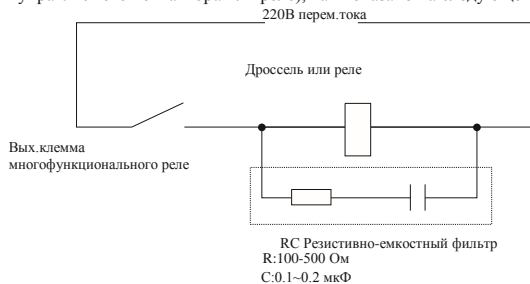 220В перем.тока
Дроссель или реле
Вых.клемма
многофункционального реле
RC Резистивно-емкостный фильтр
R:100-500 Ом
C:0.1~0.2 мкФ